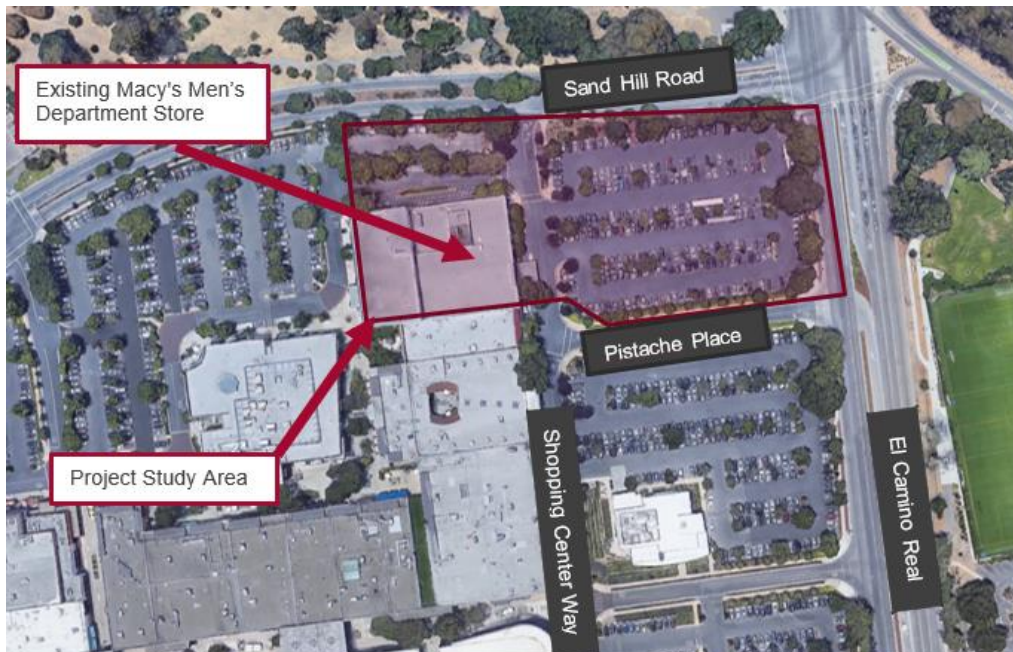 Sand Hill Road
Existing Macy's Men's
Department Store
Pistache Place
Project Study Area
Shopping Center Way
El Camino Real